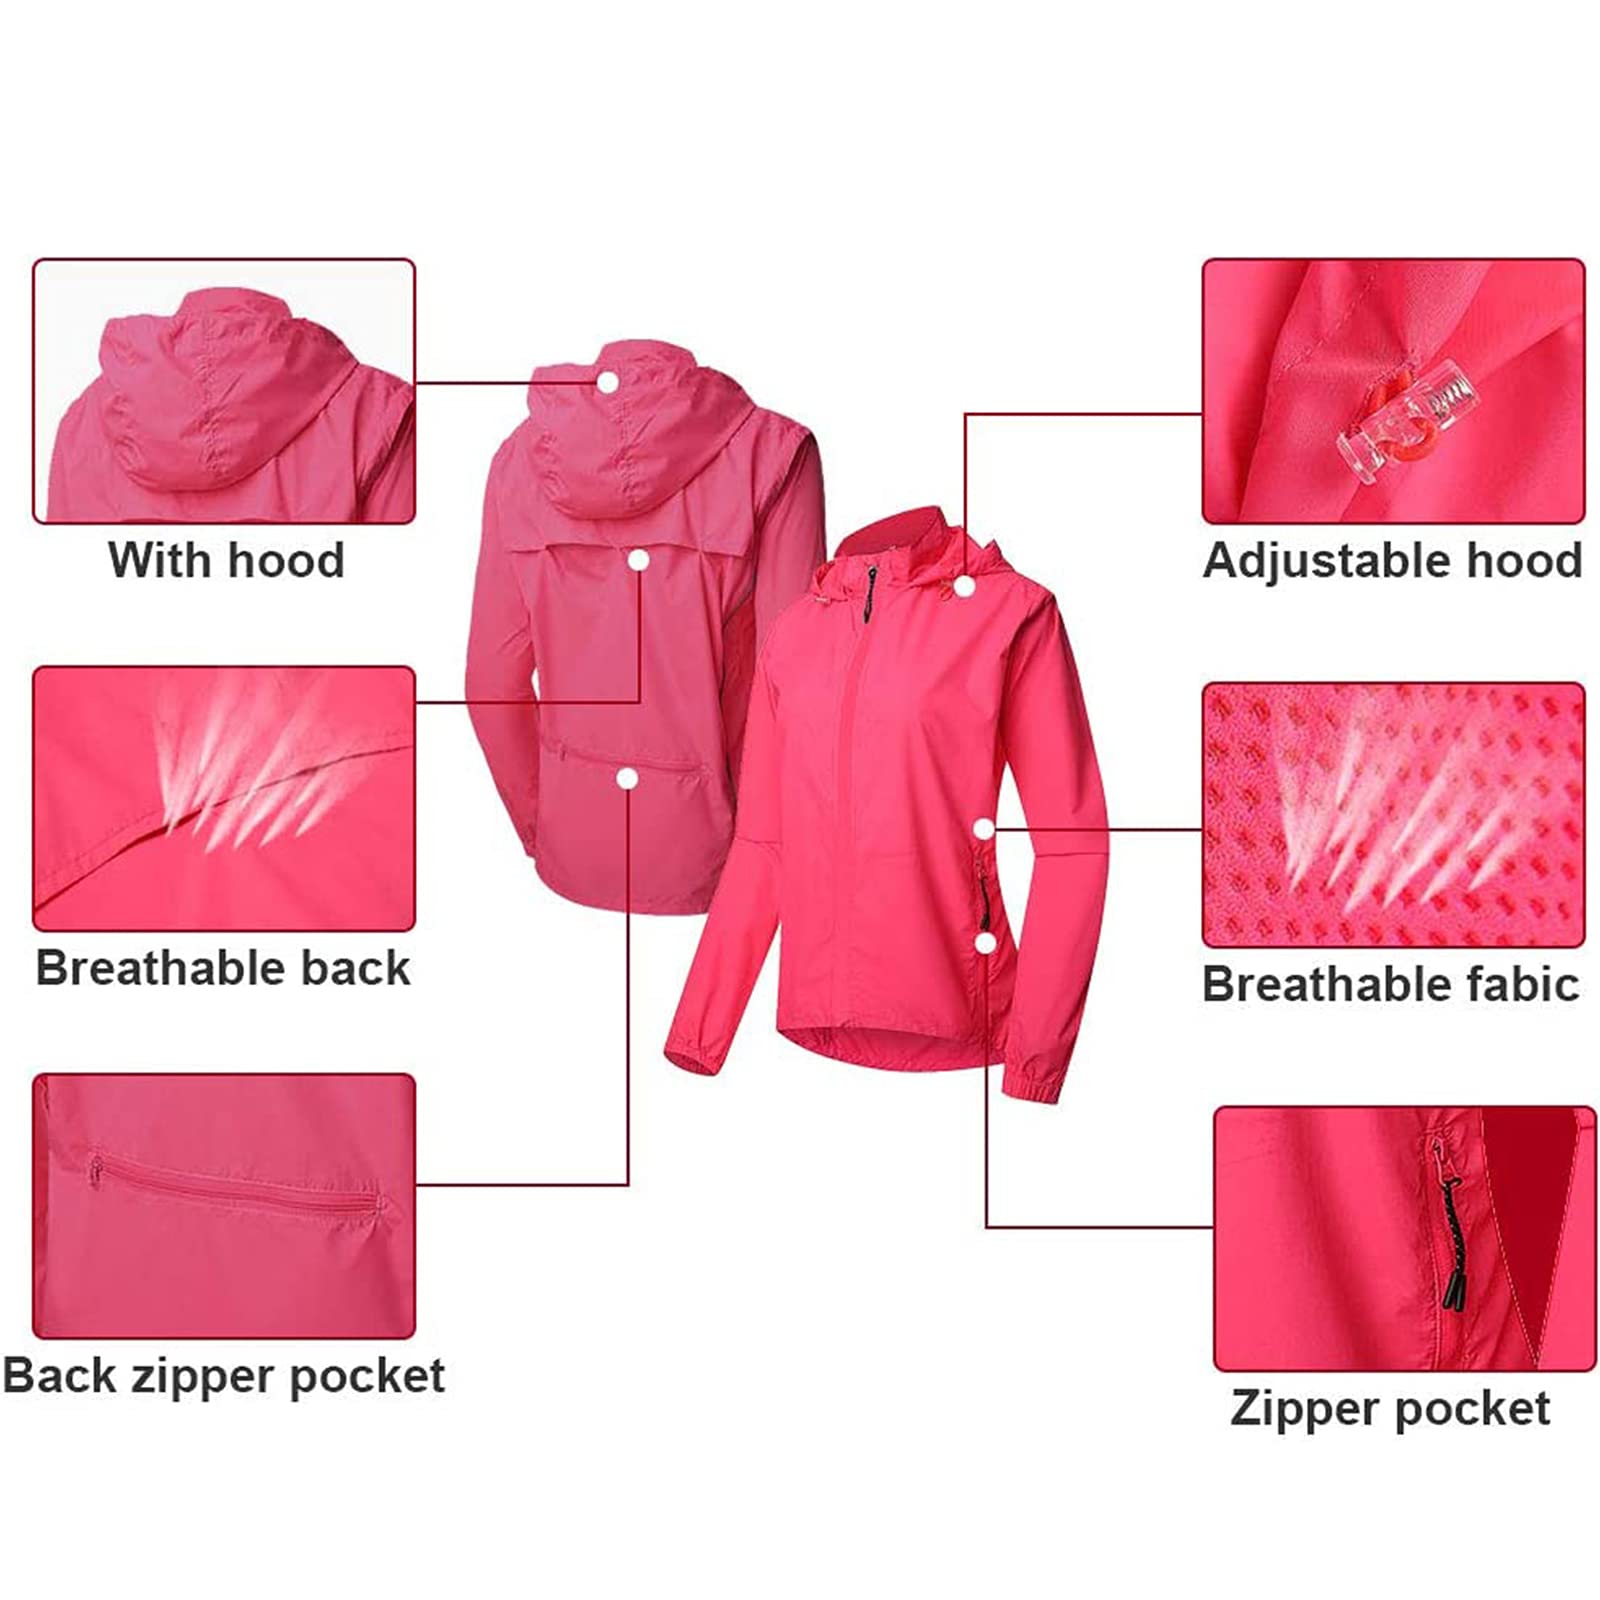 With hood
Adjustable hood
Breathable back
Breathable fabic
Back zipper pocket
Zipper pocket